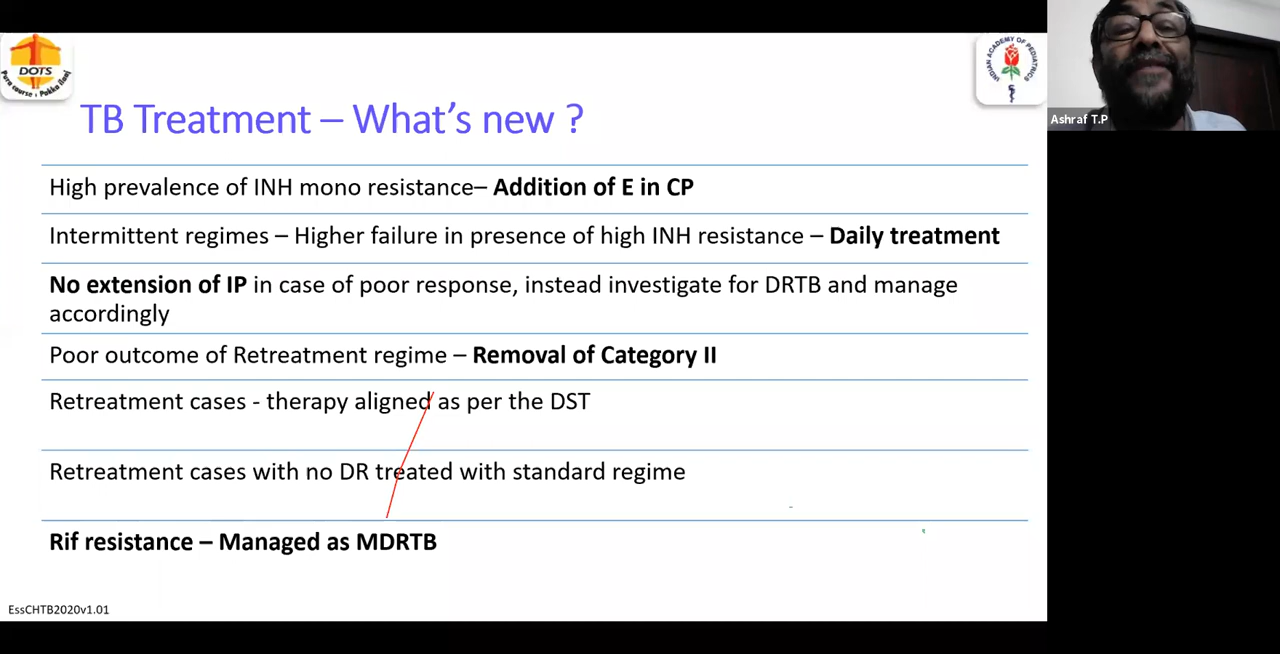 DOTS
Pura course, Pakka ilaaj
INDIAN ACADEMY OF PEDIATRICS
Ashraf T.P
TB Treatment – What's new ?
High prevalence of INH mono resistance– Addition of E in CP
Intermittent regimes – Higher failure in presence of high INH resistance – Daily treatment
No extension of IP in case of poor response, instead investigate for DRTB and manage
accordingly
Poor outcome of Retreatment regime – Removal of Category II
Retreatment cases - therapy aligned as per the DST
Retreatment cases with no DR treated with standard regime
Rif resistance – Managed as MDRTB
EssCHTB2020v1.01